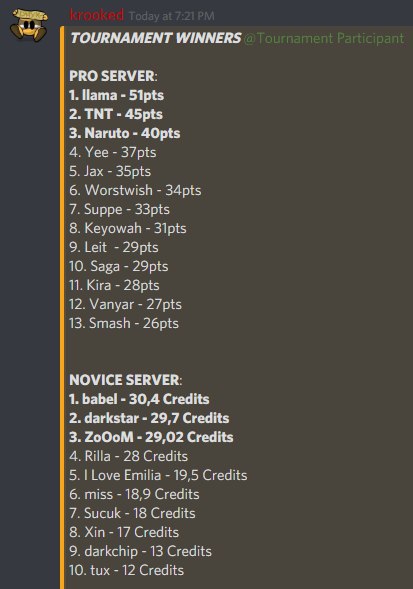 krooked Today at 7:21 PM
TOURNAMENT WINNERS @Tournament Participant
PRO SERVER:
1. llama - 51pts
2. TNT - 45pts
3. Naruto - 40pts
4. Yee - 37pts
5. Jax - 35pts
6. Worstwish - 34pts
7. Suppe - 33pts
8. Keyowah - 31pts
9. Leit - 29pts
10. Saga - 29pts
11. Kira - 28pts
12. Vanyar - 27pts
13. Smash - 26pts
NOVICE SERVER:
1. babel - 30,4 Credits
2. darkstar - 29,7 Credits
3. ZoOoM - 29,02 Credits
4. Rilla - 28 Credits
5. I Love Emilia - 19,5 Credits
6. miss - 18,9 Credits
7. Sucuk - 18 Credits
8. Xin - 17 Credits
9. darkchip - 13 Credits
10. tux - 12 Credits